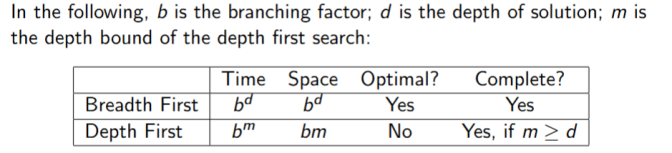 In the following, b is the branching factor; d is the depth of solution; m is
the depth bound of the depth first search:
Time Space Optimal? Complete?
Breadth First b^d b^d Yes Yes
Depth First b^m bm No Yes, if m ≥ d